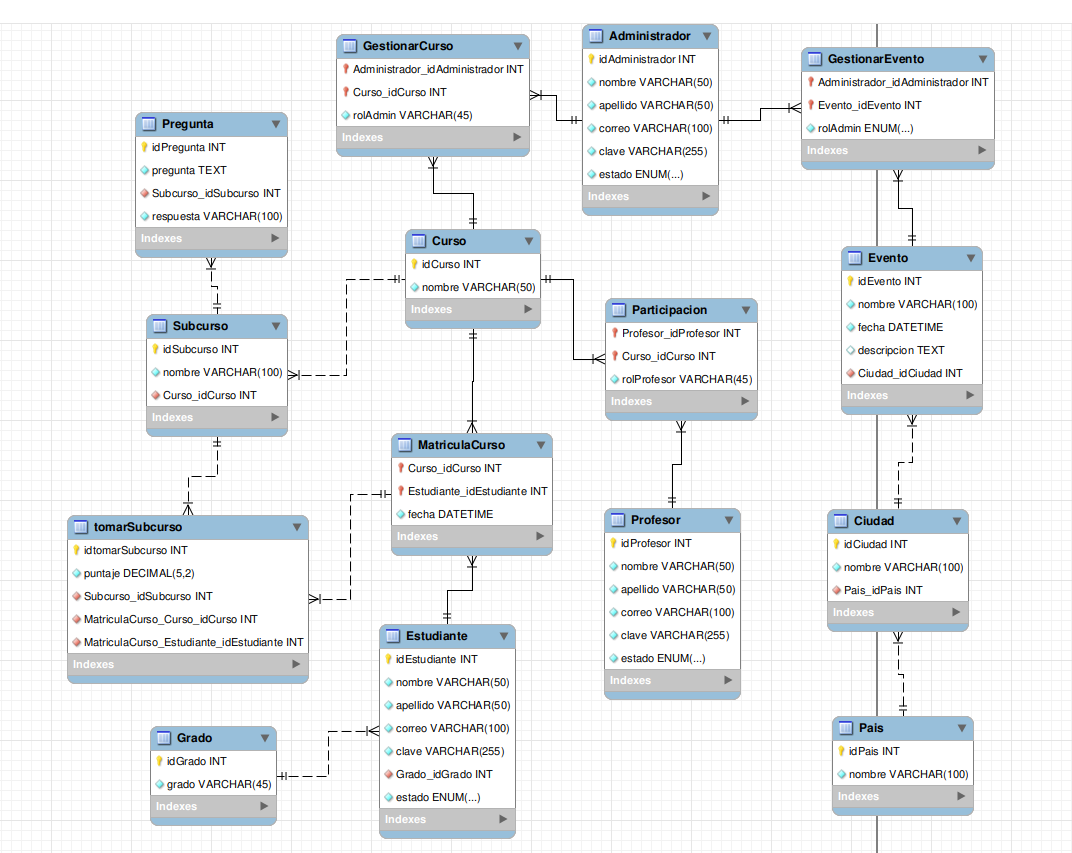 GestionarCurso
Administrador_idAdministrador INT
Curso_idCurso INT
rolAdmin VARCHAR(45)
Indexes
Administrador
idAdministrador INT
nombre VARCHAR(50)
apellido VARCHAR(50)
correo VARCHAR(100)
clave VARCHAR(255)
estado ENUM(...)
Indexes
GestionarEvento
Administrador_idAdministrador INT
Evento_idEvento INT
rolAdmin ENUM(...)
Indexes
Pregunta
idPregunta INT
pregunta TEXT
Subcurso_idSubcurso INT
respuesta VARCHAR(100)
Indexes
Curso
idCurso INT
nombre VARCHAR(50)
Indexes
Evento
idEvento INT
nombre VARCHAR(100)
fecha DATETIME
descripcion TEXT
Ciudad_idCiudad INT
Indexes
Subcurso
idSubcurso INT
nombre VARCHAR(100)
Curso_idCurso INT
Indexes
Participacion
Profesor_idProfesor INT
Curso_idCurso INT
rolProfesor VARCHAR(45)
Indexes
MatriculaCurso
Curso_idCurso INT
Estudiante_idEstudiante INT
fecha DATETIME
Indexes
tomarSubcurso
idtomarSubcurso INT
puntaje DECIMAL(5,2)
Subcurso_idSubcurso INT
MatriculaCurso_Curso_idCurso INT
MatriculaCurso_Estudiante_idEstudiante INT
Indexes
Profesor
idProfesor INT
nombre VARCHAR(50)
apellido VARCHAR(50)
correo VARCHAR(100)
clave VARCHAR(255)
estado ENUM(...)
Indexes
Ciudad
idCiudad INT
nombre VARCHAR(100)
Pais_idPais INT
Indexes
Estudiante
idEstudiante INT
nombre VARCHAR(50)
apellido VARCHAR(50)
correo VARCHAR(100)
clave VARCHAR(255)
Grado_idGrado INT
estado ENUM(...)
Indexes
Grado
idGrado INT
grado VARCHAR(45)
Indexes
Pais
idPais INT
nombre VARCHAR(100)
Indexes